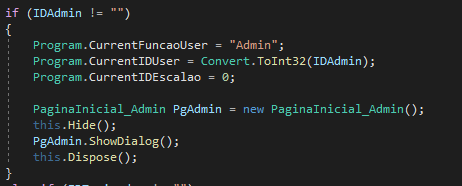 if (IDAdmin != "")
{
Program.CurrentFuncaoUser = "Admin";
Program.CurrentIDUser = Convert.ToInt32(IDAdmin);
Program.CurrentIDEscalao = 0;
PaginaInicial_Admin PgAdmin = new PaginaInicial_Admin();
this.Hide();
PgAdmin.ShowDialog();
this.Dispose();
}